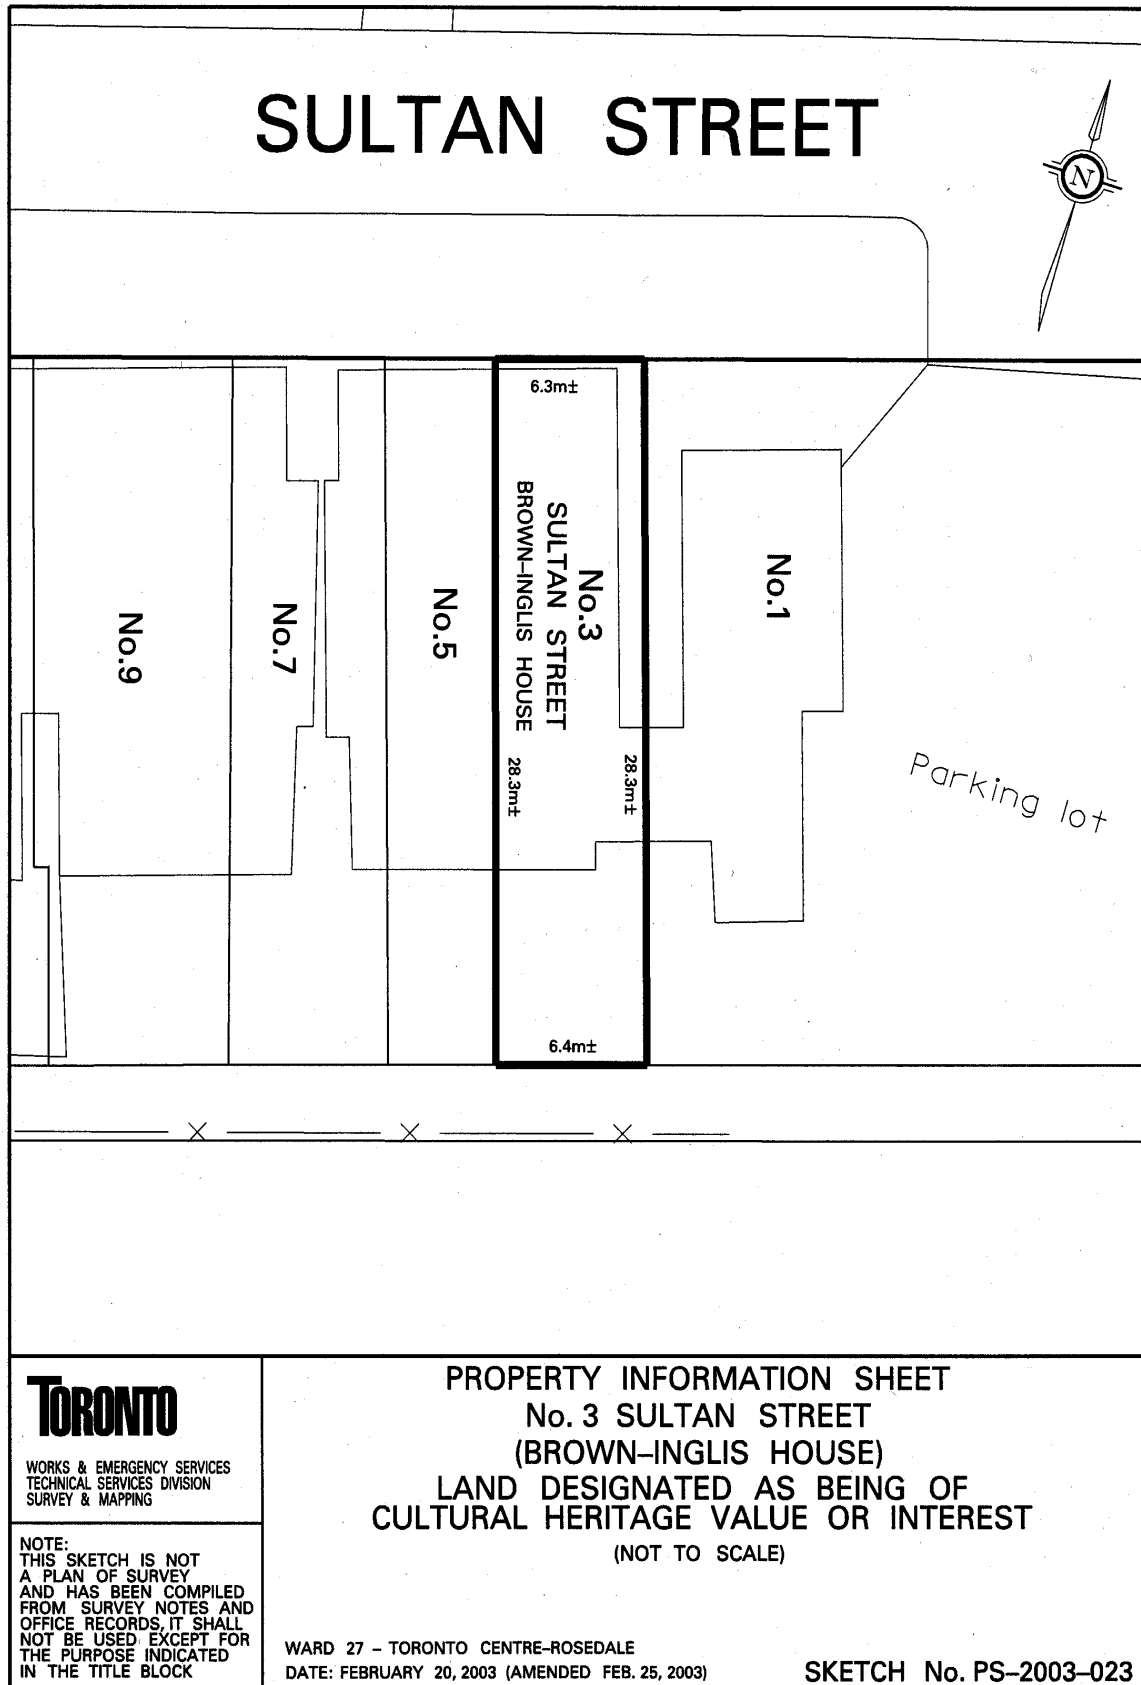 SULTAN STREET
N
6.3m±
No.9
No.7
No.5
No.3
SULTAN STREET
BROWN–INGLIS HOUSE
28.3m±
28.3m±
No.1
Parking lot
6.4m±
TORONTO
WORKS & EMERGENCY SERVICES
TECHNICAL SERVICES DIVISION
SURVEY & MAPPING
NOTE:
THIS SKETCH IS NOT
A PLAN OF SURVEY
AND HAS BEEN COMPILED
FROM SURVEY NOTES AND
OFFICE RECORDS, IT SHALL
NOT BE USED EXCEPT FOR
THE PURPOSE INDICATED
IN THE TITLE BLOCK
PROPERTY INFORMATION SHEET
No. 3 SULTAN STREET
(BROWN–INGLIS HOUSE)
LAND DESIGNATED AS BEING OF
CULTURAL HERITAGE VALUE OR INTEREST
(NOT TO SCALE)
WARD 27 – TORONTO CENTRE–ROSEDALE
DATE: FEBRUARY 20, 2003 (AMENDED FEB. 25, 2003)
SKETCH No. PS–2003–023